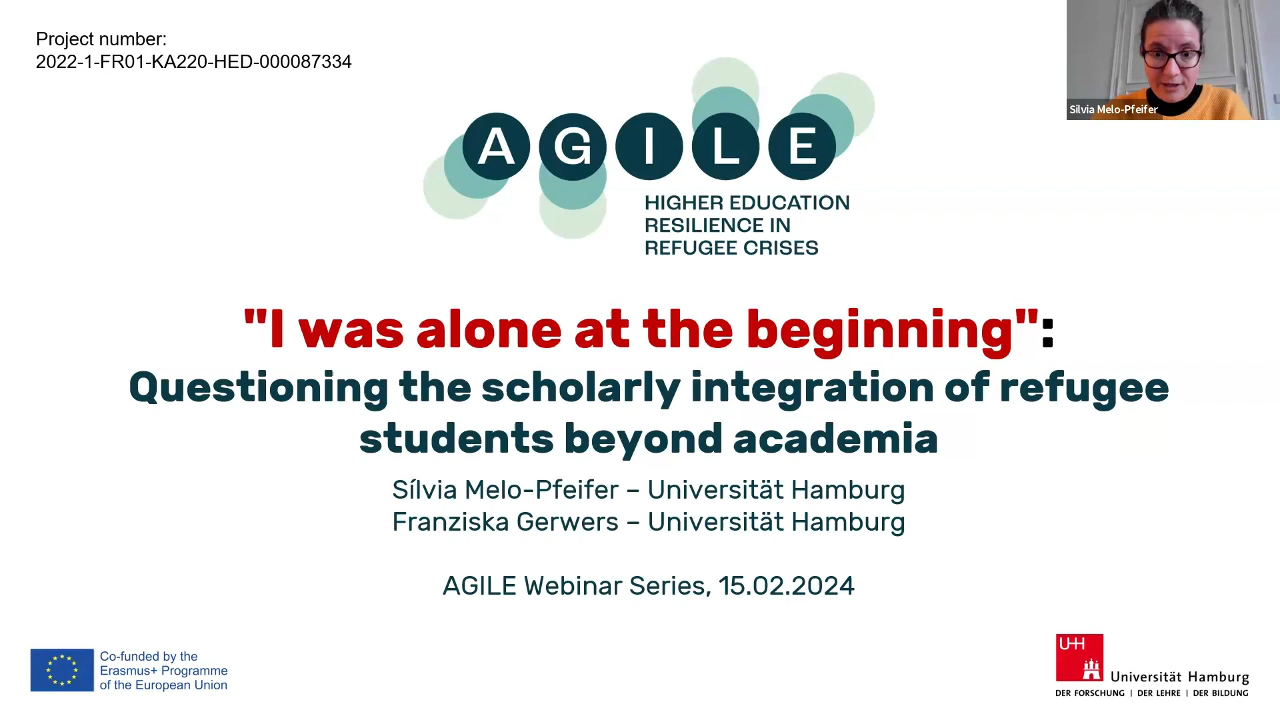 Project number:
2022-1-FR01-KA220-HED-000087334
Silvia Melo-Pfeifer
AGILE
HIGHER EDUCATION
RESILIENCE IN
REFUGEE CRISES
"I was alone at the beginning":
Questioning the scholarly integration of refugee
students beyond academia
Sílvia Melo-Pfeifer – Universität Hamburg
Franziska Gerwers – Universität Hamburg
AGILE Webinar Series, 15.02.2024
Co-funded by the
Erasmus+ Programme
of the European Union
UHH
Universität Hamburg
DER FORSCHUNG | DER LEHRE | DER BILDUNG